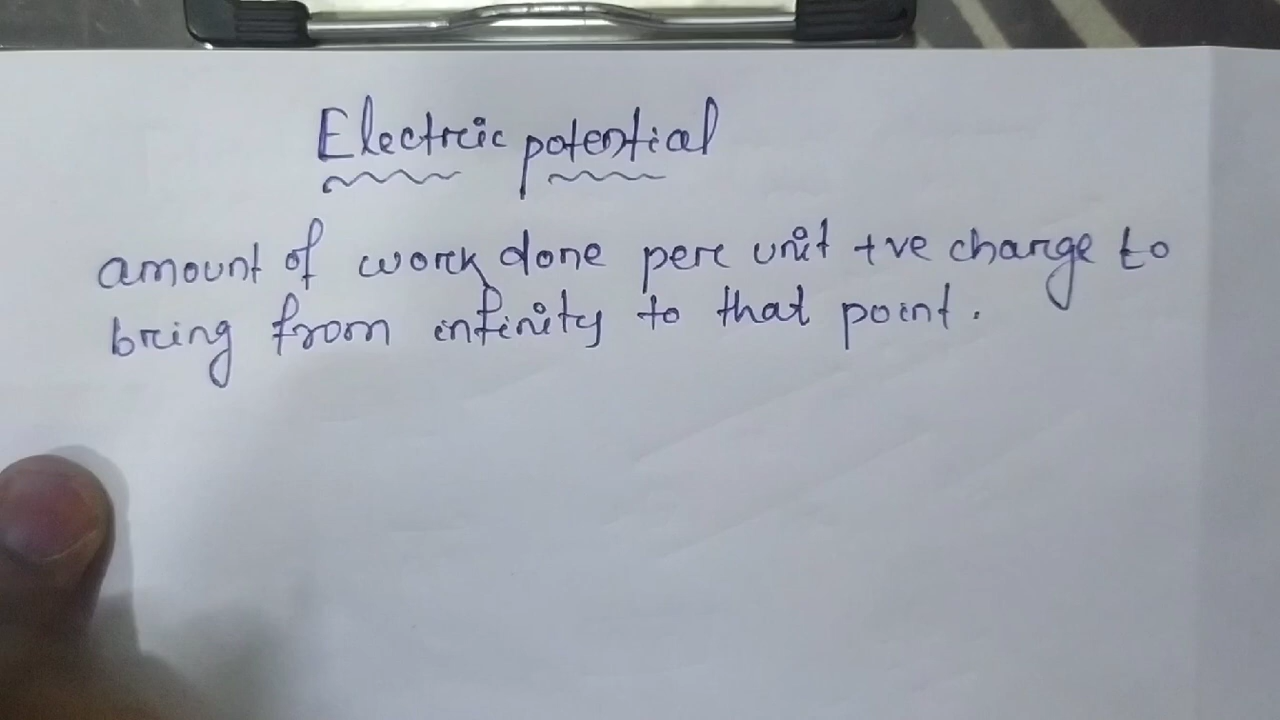 Electric potential
amount of work done per unit +ve charge to
bring from infinity to that point.